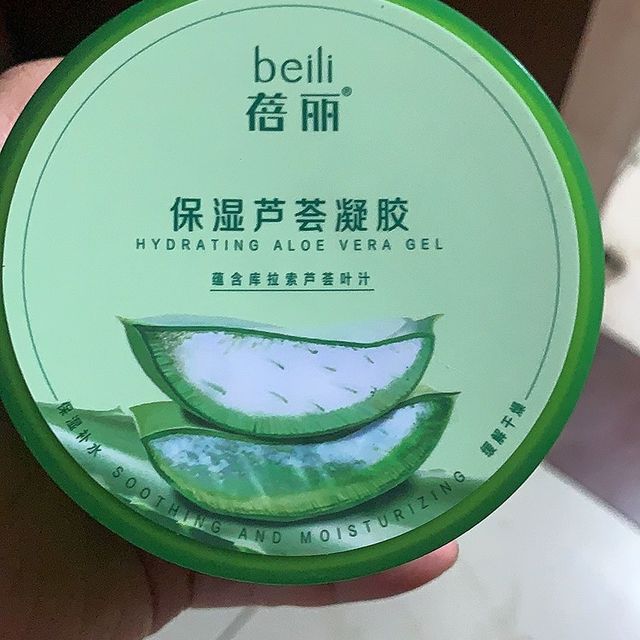 beili
蓓丽®
保湿芦荟凝胶
HYDRATING ALOE VERA GEL
蕴含库拉索芦荟叶汁
保湿补水 SOOTHING AND MOISTURIZING 缓解干燥